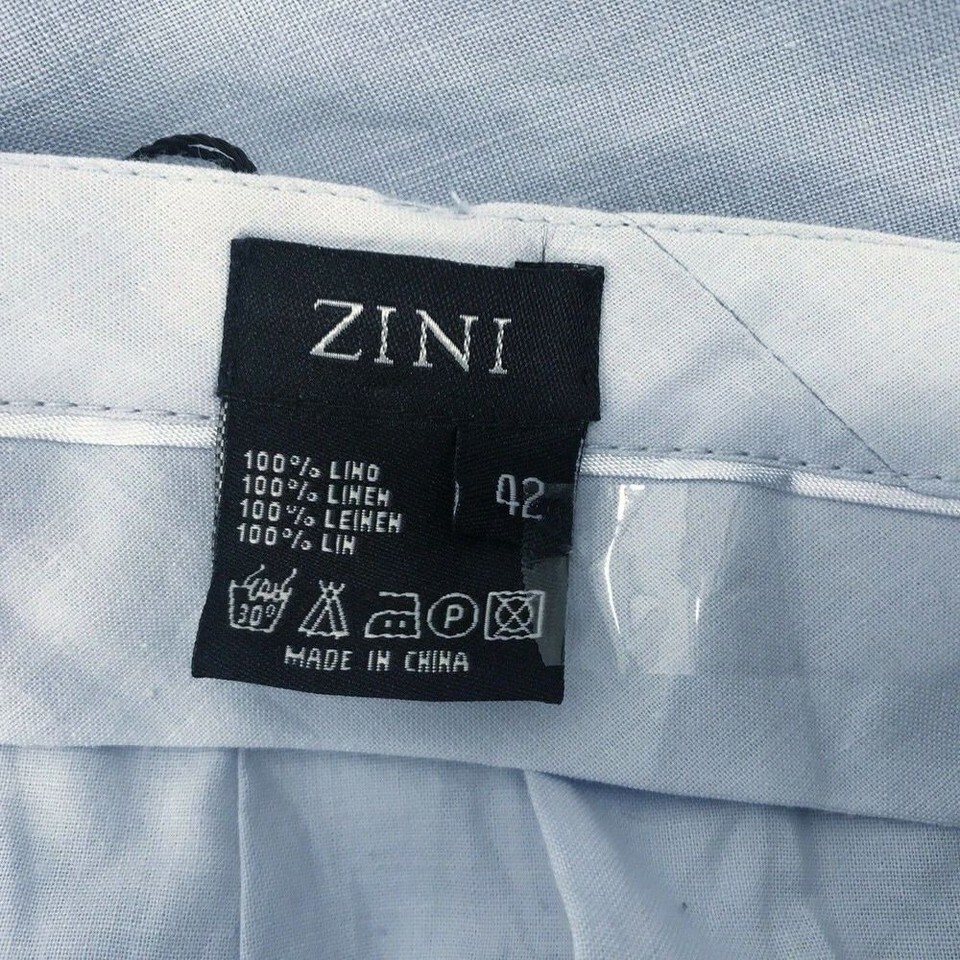 ZINI
100% LINO
100% LINEN
100% LEINEN
100% LIN
42
30°
P
MADE IN CHINA